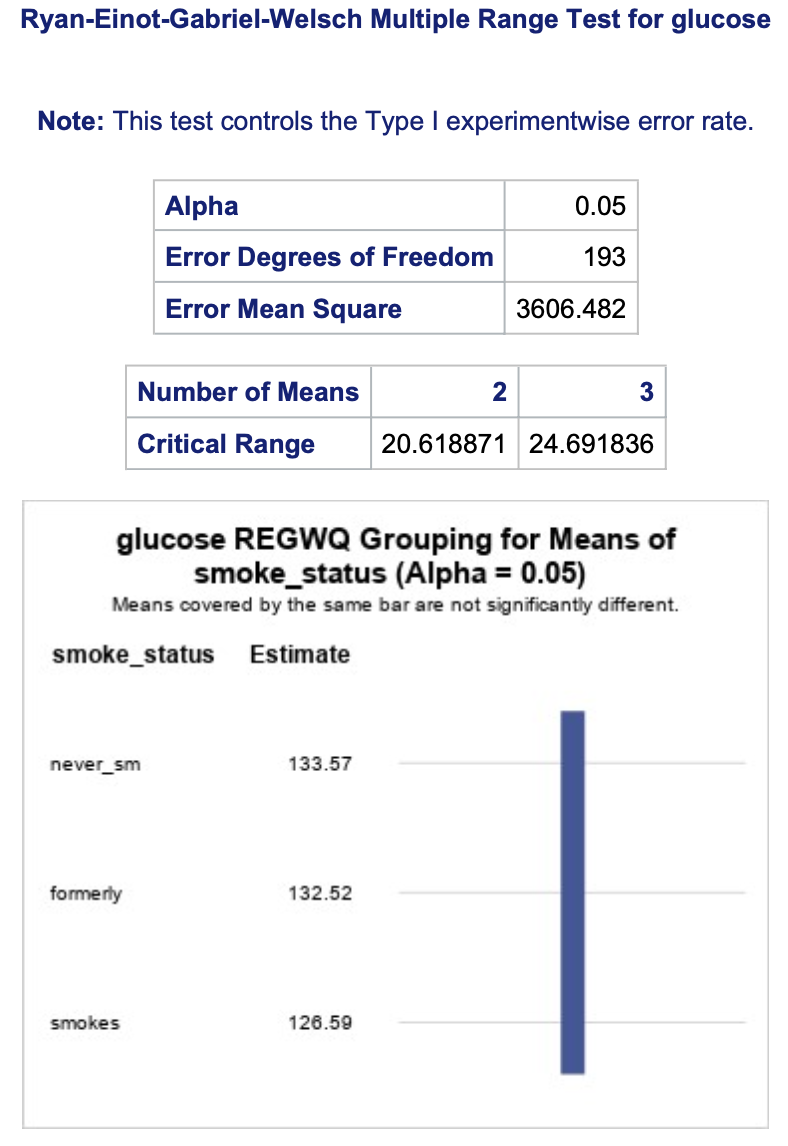 Ryan-Einot-Gabriel-Welsch Multiple Range Test for glucose
Note: This test controls the Type I experimentwise error rate.
Alpha 0.05
Error Degrees of Freedom 193
Error Mean Square 3606.482
Number of Means 2 3
Critical Range 20.618871 24.691836
glucose REGWQ Grouping for Means of
smoke_status (Alpha = 0.05)
Means covered by the same bar are not significantly different.
smoke_status Estimate
never_sm 133.57
formerly 132.52
smokes 126.59